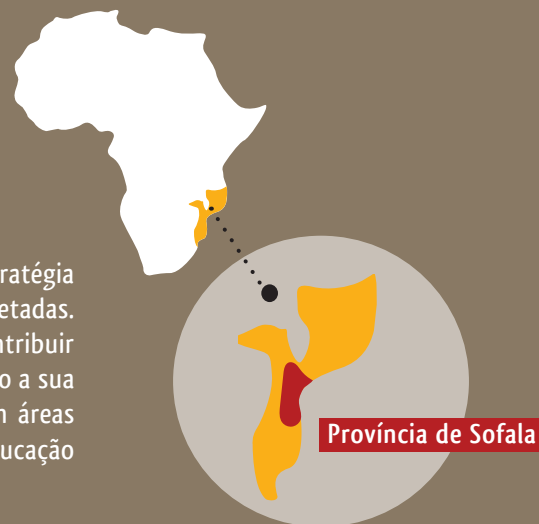 ratégia
etadas.
ntribuir
o a sua
áreas
ucação
Província de Sofala